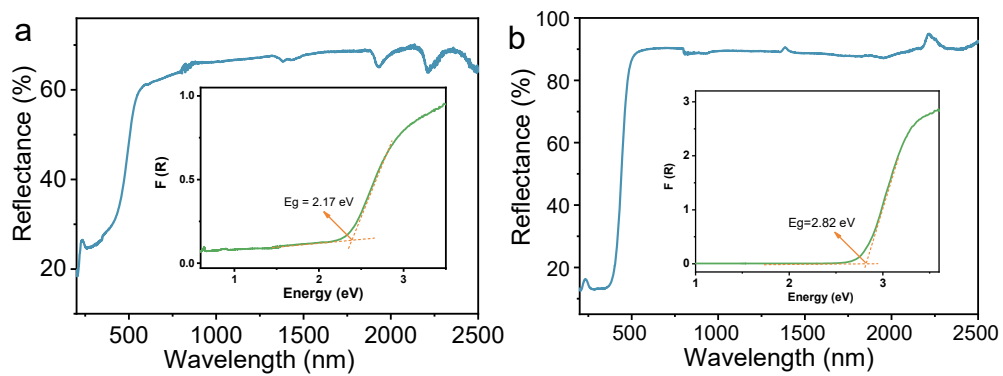 a
Reflectance (%)
60
40
20
500
1000
1500
2000
2500
Wavelength (nm)
F (R)
1.0
0.5
0.0
1
2
3
Energy (eV)
Eg = 2.17 eV
b
Reflectance (%)
100
80
60
40
20
500
1000
1500
2000
2500
Wavelength (nm)
F (R)
3
2
1
0
1
2
3
Energy (eV)
Eg=2.82 eV